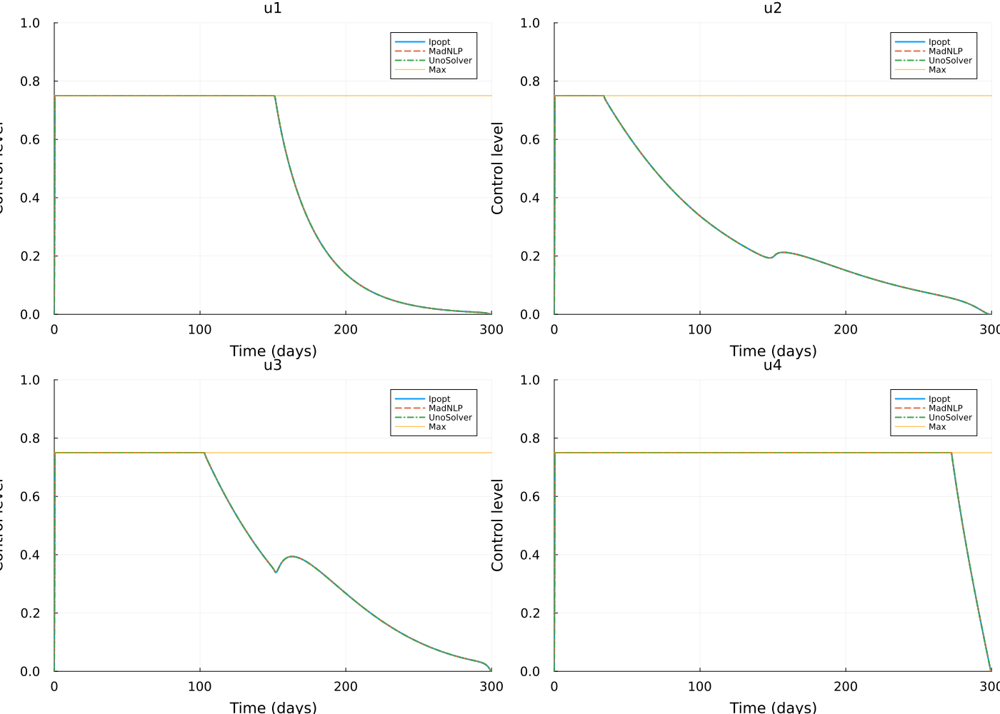 u1
1.0
0.8
0.6
0.4
0.2
0.0
Control level
Ipopt
MadNLP
UnoSolver
Max
0 100 200 300
Time (days)
u2
1.0
0.8
0.6
0.4
0.2
0.0
Control level
Ipopt
MadNLP
UnoSolver
Max
0 100 200 300
Time (days)
u3
1.0
0.8
0.6
0.4
0.2
0.0
Control level
Ipopt
MadNLP
UnoSolver
Max
0 100 200 300
Time (days)
u4
1.0
0.8
0.6
0.4
0.2
0.0
Control level
Ipopt
MadNLP
UnoSolver
Max
0 100 200 300
Time (days)